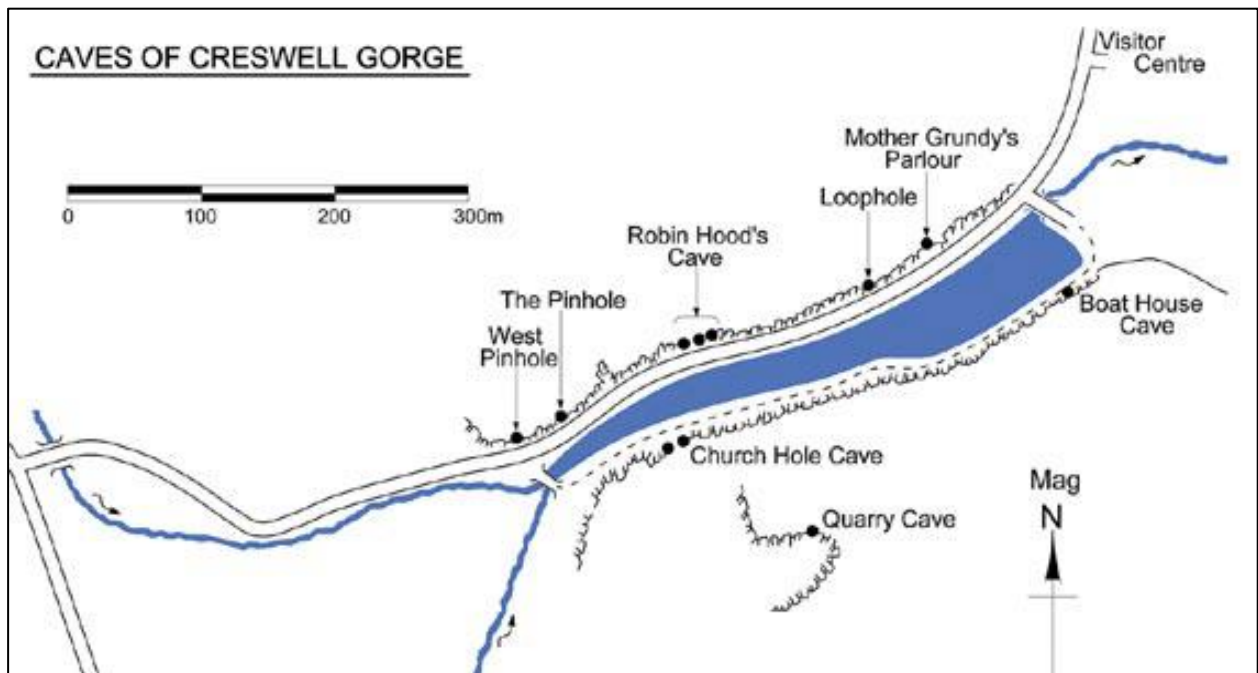 CAVES OF CRESWELL GORGE
Visitor
Centre
Mother Grundy's
Parlour
Loophole
0 100 200 300m
Robin Hood's
Cave
The Pinhole
West
Pinhole
Boat House
Cave
Church Hole Cave
Mag
N
Quarry Cave